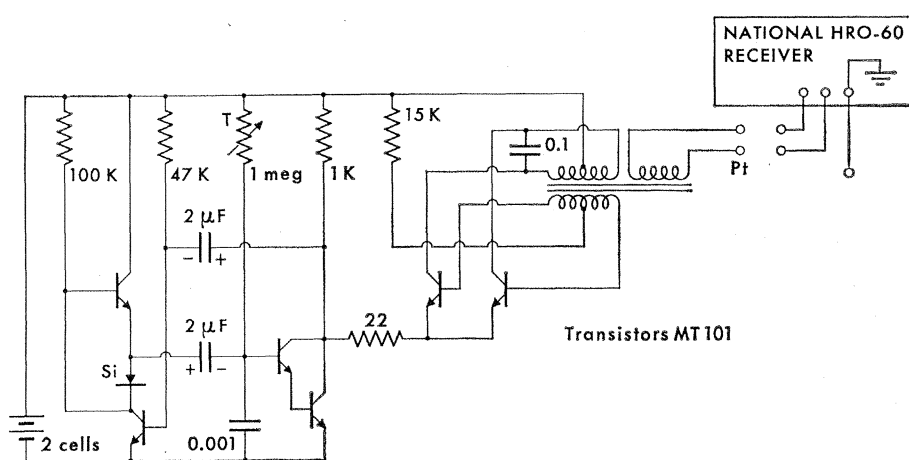 NATIONAL HRO-60
RECEIVER
T
15 K
0.1
100 K
47 K
1 meg
1K
Pt
2 μF
- +
22
2 μF
Transistors MT 101
Si
+ -
2 cells
0.001